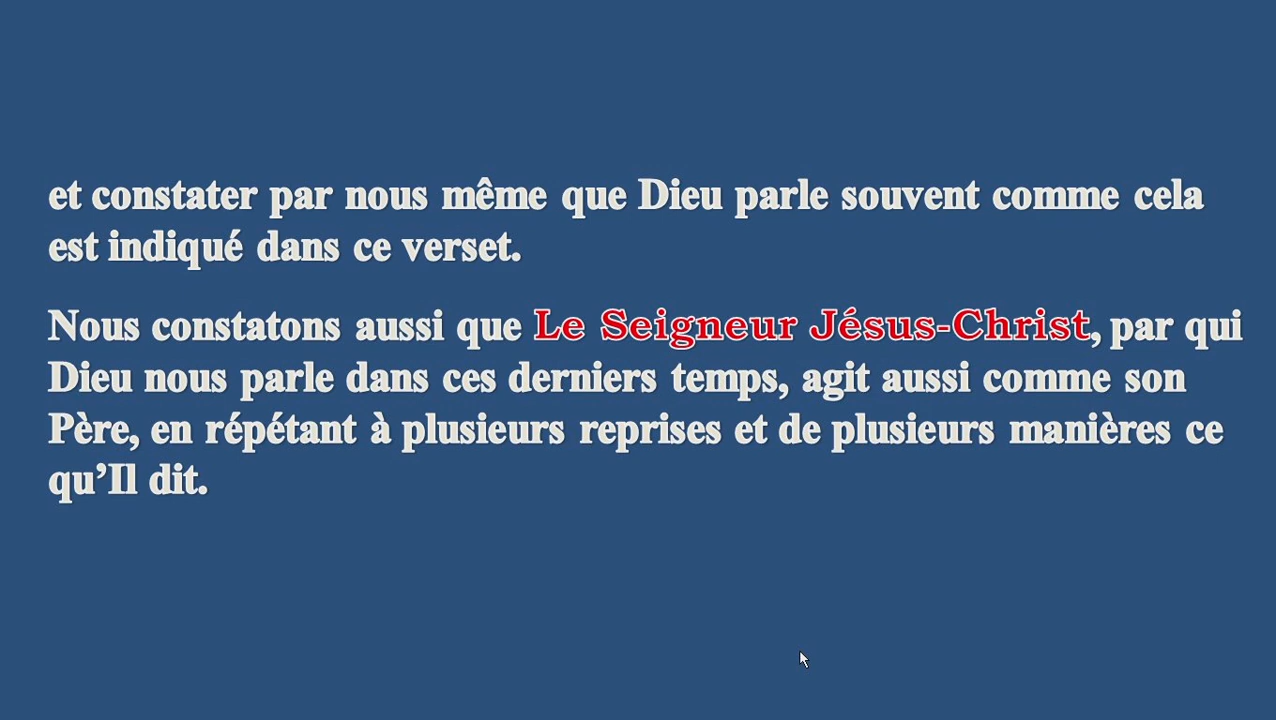 et constater par nous même que Dieu parle souvent comme cela
est indiqué dans ce verset.
Nous constatons aussi que Le Seigneur Jésus-Christ, par qui
Dieu nous parle dans ces derniers temps, agit aussi comme son
Père, en répétant à plusieurs reprises et de plusieurs manières ce
qu’Il dit.